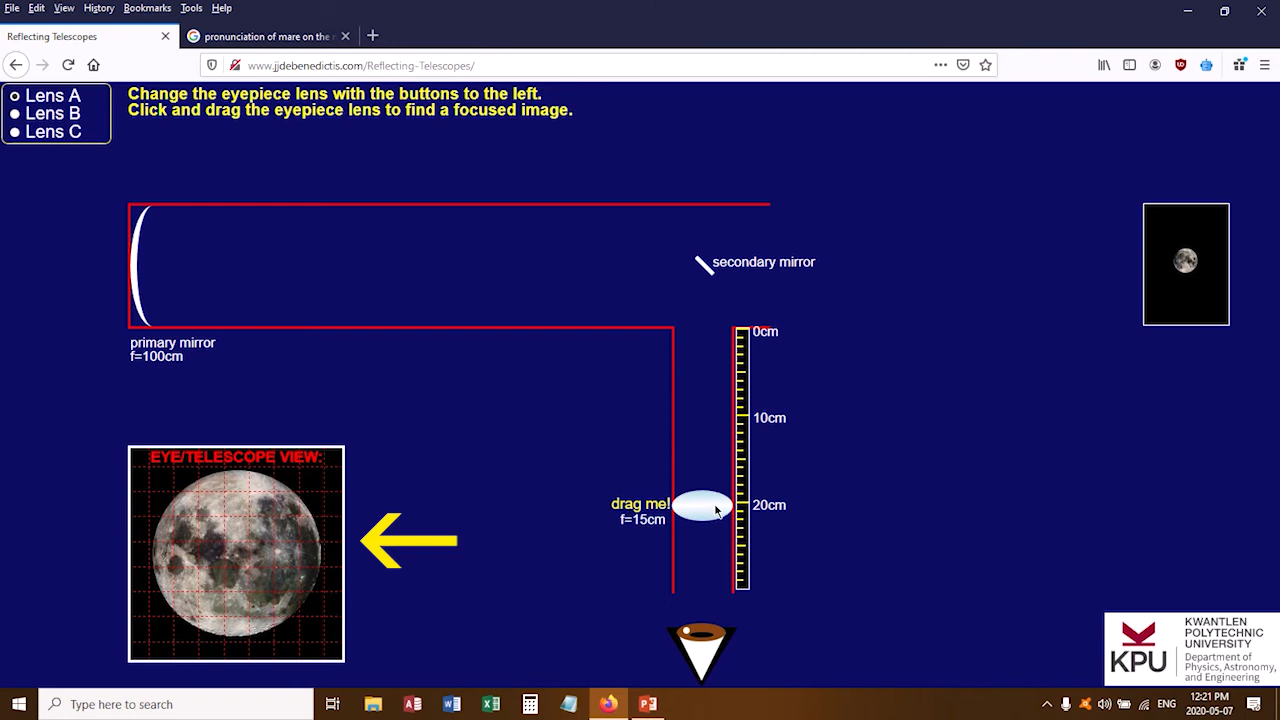 File Edit View History Bookmarks Tools Help
Reflecting Telescopes
pronunciation of mare on the
www.jjdebenedictis.com/Reflecting-Telescopes/
Lens A
Lens B
Lens C
Change the eyepiece lens with the buttons to the left.
Click and drag the eyepiece lens to find a focused image.
secondary mirror
primary mirror
f=100cm
0cm
10cm
20cm
drag me!
f=15cm
EYE/TELESCOPE VIEW:
KPU
KWANTLEN
POLYTECHNIC
UNIVERSITY
Department of
Physics, Astronomy,
and Engineering
Type here to search
ENG
12:21 PM
2020-05-07